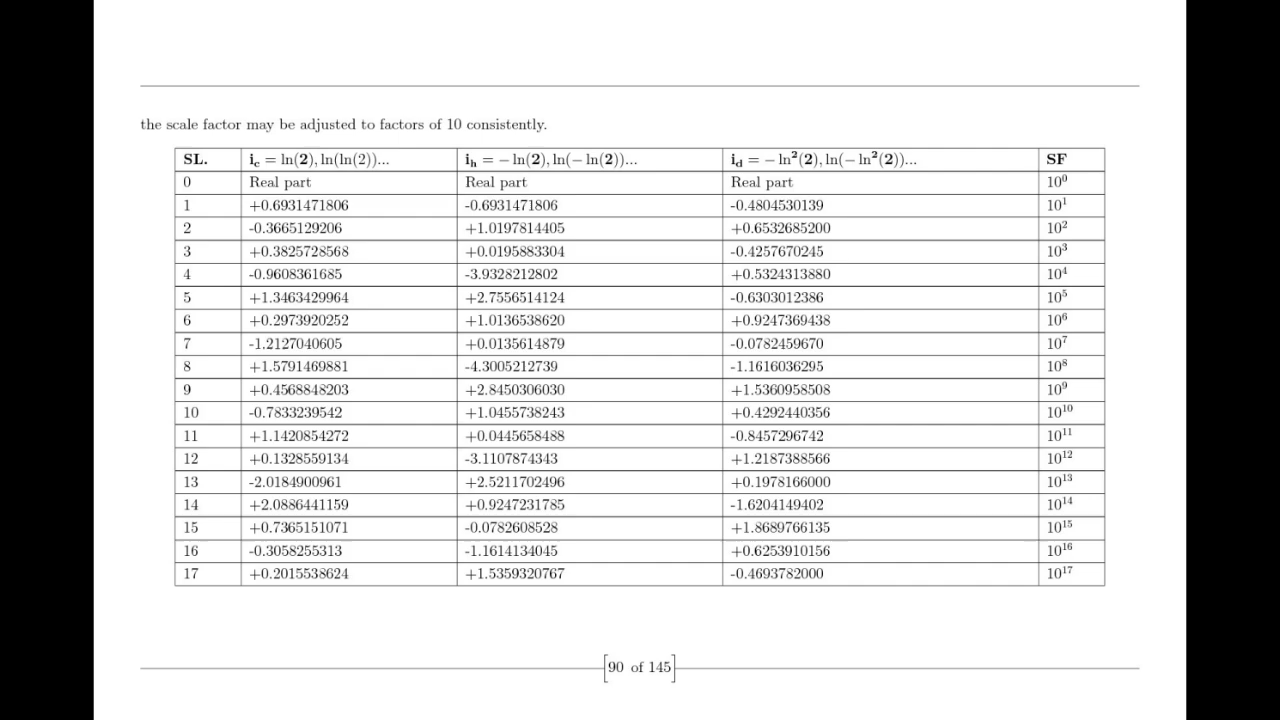 the scale factor may be adjusted to factors of 10 consistently.
SL. i_c = ln(2), ln(ln(2))... i_h = − ln(2), ln(− ln(2))... i_d = − ln²(2), ln(− ln²(2))... SF
0 Real part Real part Real part 10⁰
1 +0.6931471806 -0.6931471806 -0.4804530139 10¹
2 -0.3665129206 +1.0197814405 +0.6532685200 10²
3 +0.3825728568 +0.0195883304 -0.4257670245 10³
4 -0.9608361685 -3.9328212802 +0.5324313880 10⁴
5 +1.3463429964 +2.7556514124 -0.6303012386 10⁵
6 +0.2973920252 +1.0136538620 +0.9247369438 10⁶
7 -1.2127040605 +0.0135614879 -0.0782459670 10⁷
8 +1.5791469881 -4.3005212739 -1.1616036295 10⁸
9 +0.4568848203 +2.8450306030 +1.5360958508 10⁹
10 -0.7833239542 +1.0455738243 +0.4292440356 10¹⁰
11 +1.1420854272 +0.0445658488 -0.8457296742 10¹¹
12 +0.1328559134 -3.1107874343 +1.2187388566 10¹²
13 -2.0184900961 +2.5211702496 +0.1978166000 10¹³
14 +2.0886441159 +0.9247231785 -1.6204149402 10¹⁴
15 +0.7365151071 -0.0782608528 +1.8689766135 10¹⁵
16 -0.3058255313 -1.1614134045 +0.6253910156 10¹⁶
17 +0.2015538624 +1.5359320767 -0.4693782000 10¹⁷
[90 of 145]